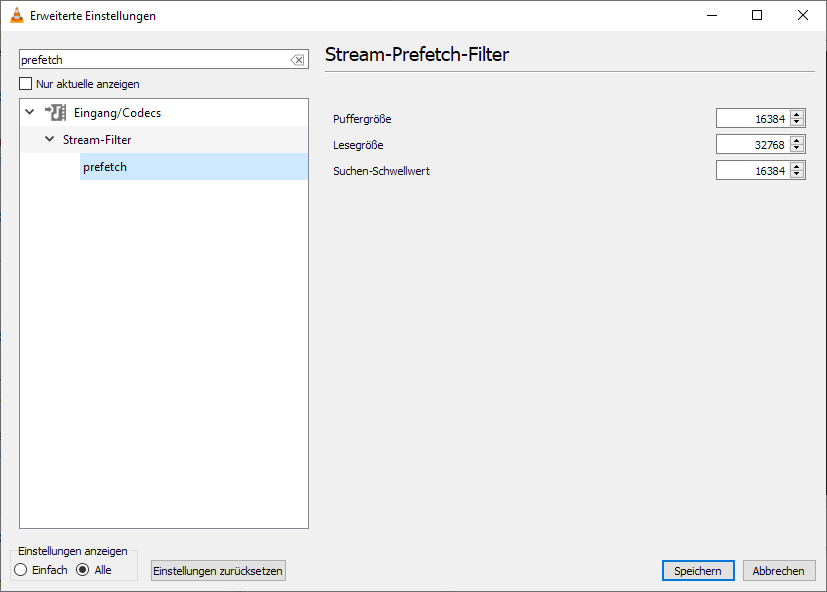 Erweiterte Einstellungen
prefetch
Nur aktuelle anzeigen
Eingang/Codecs
Stream-Filter
prefetch
Stream-Prefetch-Filter
Puffergröße 16384
Lesegröße 32768
Suchen-Schwellwert 16384
Einstellungen anzeigen
Einfach Alle
Einstellungen zurücksetzen
Speichern
Abbrechen